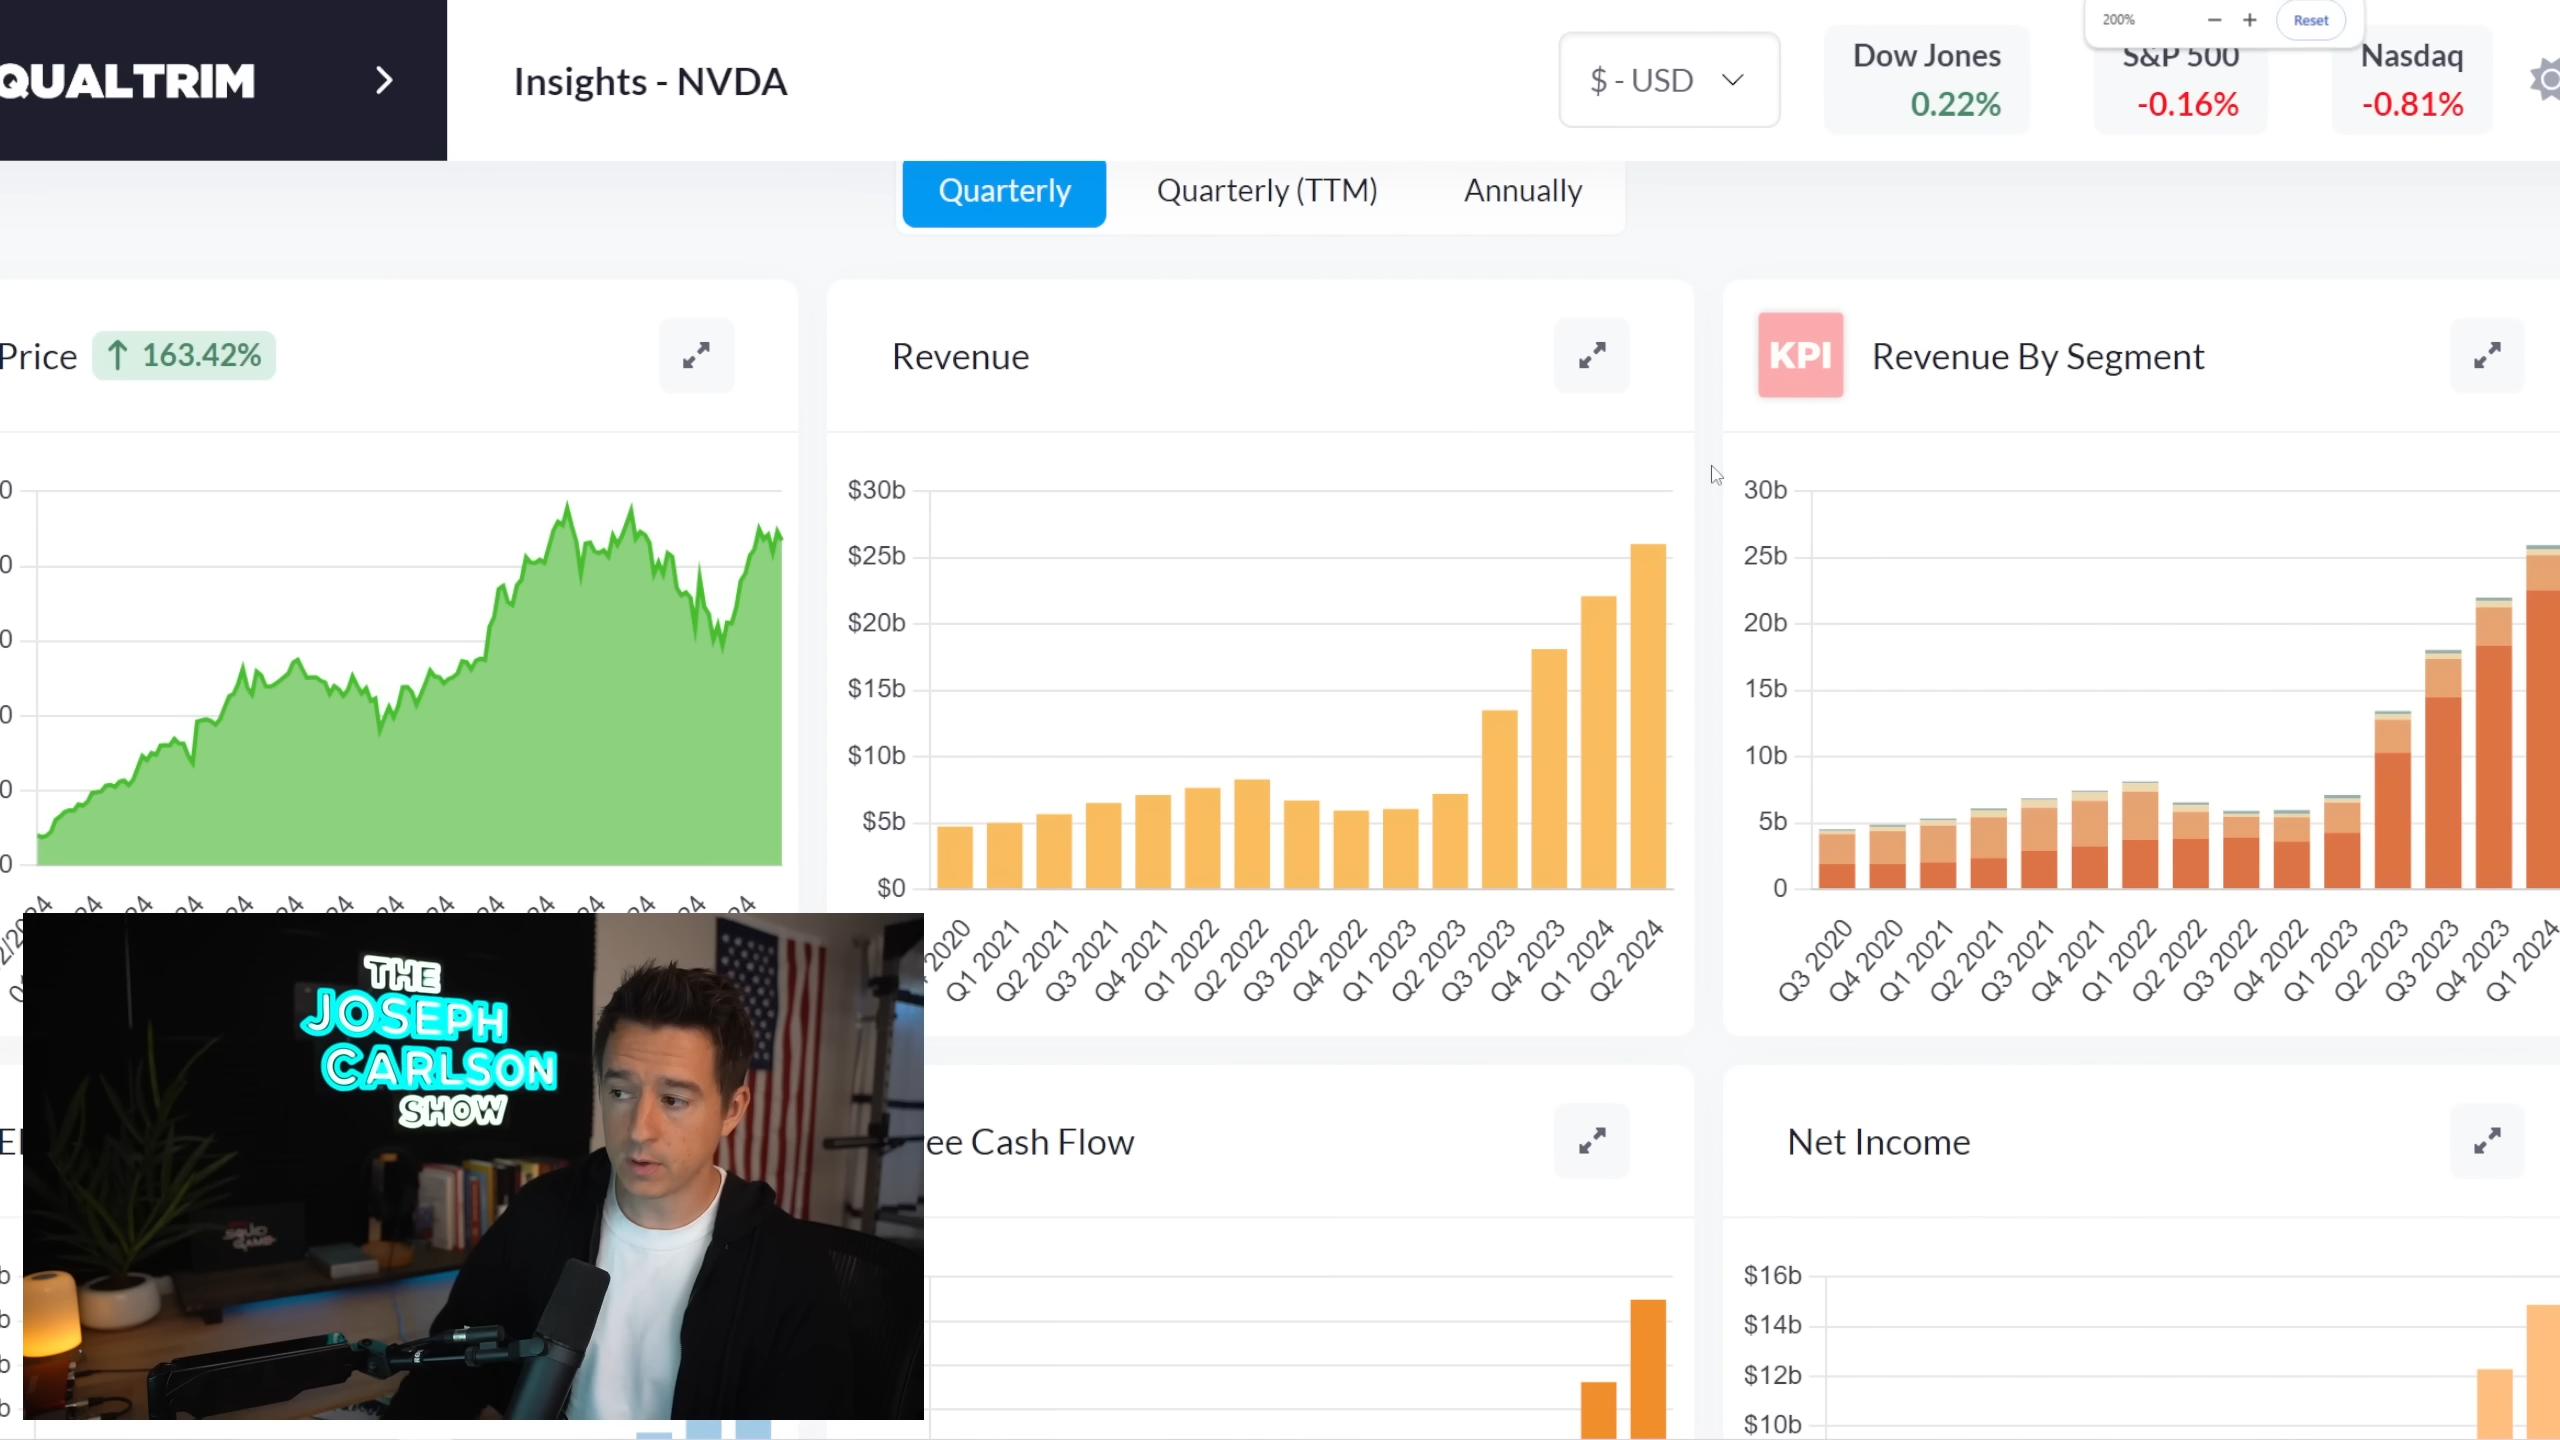 QUALTRIM
Insights - NVDA
$ - USD
Dow Jones
0.22%
S&P 500
-0.16%
Nasdaq
-0.81%
200%
Reset
Quarterly
Quarterly (TTM)
Annually
Price
↑ 163.42%
Revenue
$30b
$25b
$20b
$15b
$10b
$5b
$0
2020
Q1 2021
Q2 2021
Q3 2021
Q4 2021
Q1 2022
Q2 2022
Q3 2022
Q4 2022
Q1 2023
Q2 2023
Q3 2023
Q4 2023
Q1 2024
Q2 2024
KPI
Revenue By Segment
30b
25b
20b
15b
10b
5b
0
Q3 2020
Q4 2020
Q1 2021
Q2 2021
Q3 2021
Q4 2021
Q1 2022
Q2 2022
Q3 2022
Q4 2022
Q1 2023
Q2 2023
Q3 2023
Q4 2023
Q1 2024
THE
JOSEPH
CARLSON
SHOW
SQUID
GAME
ee Cash Flow
Net Income
$16b
$14b
$12b
$10b